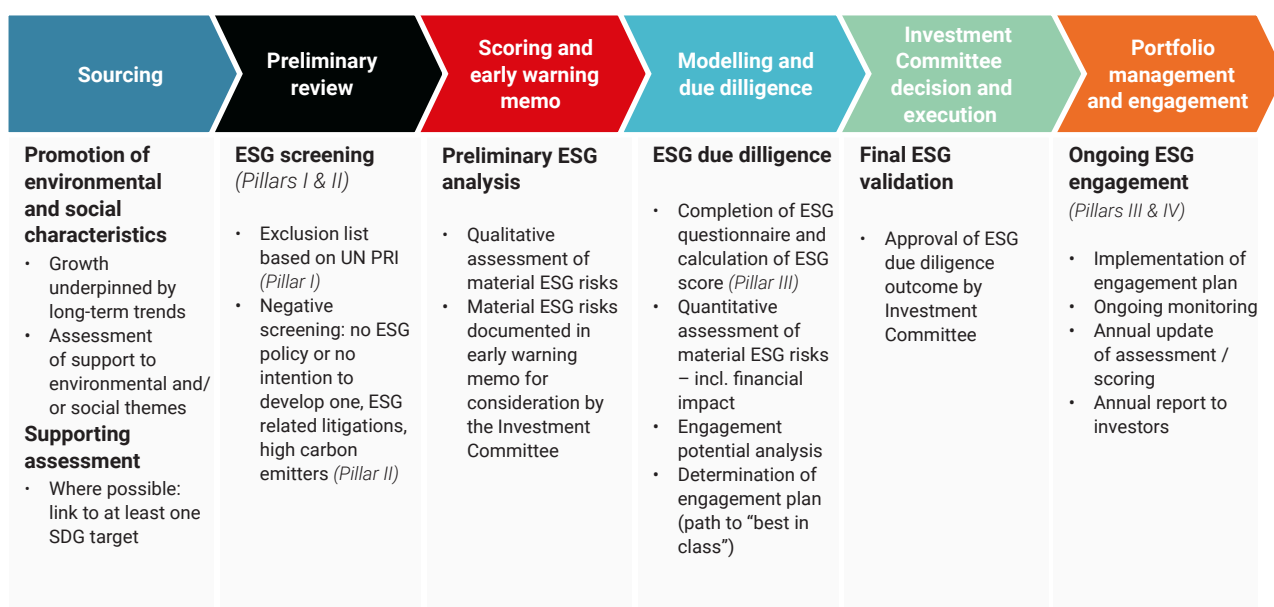 Sourcing
Preliminary
review
Scoring and
early warning
memo
Modelling and
due dilligence
Investment
Committee
decision and
execution
Portfolio
management
and engagement
Promotion of
environmental
and social
characteristics
• Growth
underpinned by
long-term trends
• Assessment
of support to
environmental and/
or social themes
Supporting
assessment
• Where possible:
link to at least one
SDG target
ESG screening
(Pillars I & II)
• Exclusion list
based on UN PRI
(Pillar I)
• Negative
screening: no ESG
policy or no
intention to
develop one, ESG
related litigations,
high carbon
emitters (Pillar II)
Preliminary ESG
analysis
• Qualitative
assessment of
material ESG risks
• Material ESG risks
documented in
early warning
memo for
consideration by
the Investment
Committee
ESG due dilligence
• Completion of ESG
questionnaire and
calculation of ESG
score (Pillar III)
• Quantitative
assessment of
material ESG risks
– incl. financial
impact
• Engagement
potential analysis
• Determination of
engagement plan
(path to “best in
class”)
Final ESG
validation
• Approval of ESG
due diligence
outcome by
Investment
Committee
Ongoing ESG
engagement
(Pillars III & IV)
• Implementation of
engagement plan
• Ongoing monitoring
• Annual update
of assessment /
scoring
• Annual report to
investors